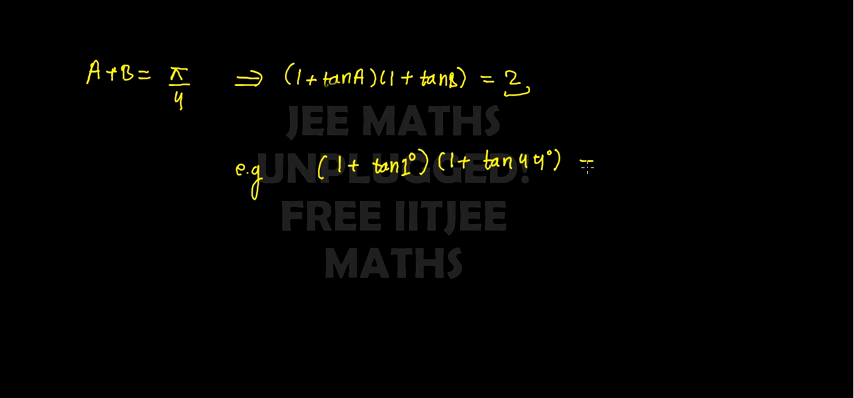 A+B = π/4 ⇒ (1+tanA)(1+tanB) = 2
JEE MATHS
e.g (1+ tan1°)(1+ tan44°) =
UNPLUGGED!
FREE IITJEE
MATHS